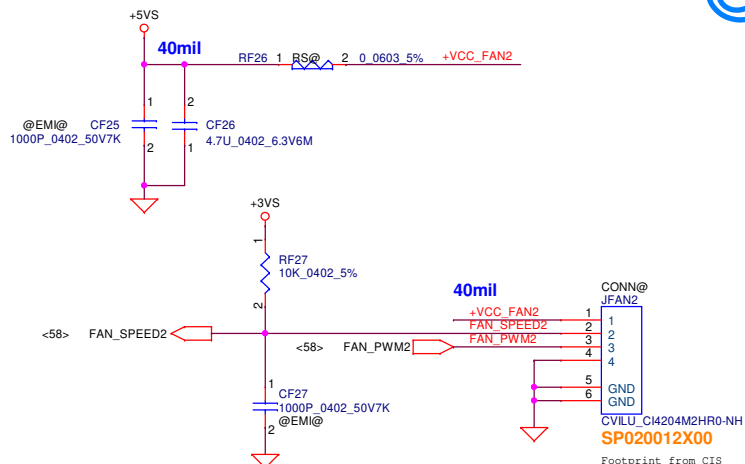 +5VS
40mil
RF26 1 RS@ 2 0_0603_5% +VCC_FAN2
1 2
@EMI@ CF25 CF26
1000P_0402_50V7K 4.7U_0402_6.3V6M
2 1
+3VS
1
RF27
10K_0402_5%
2
40mil
CONN@
JFAN2
+VCC_FAN2 1 1
<58> FAN_SPEED2 FAN_SPEED2 2 2
<58> FAN_PWM2 FAN_PWM2 3 3
4 4
1
CF27
1000P_0402_50V7K
@EMI@
2
5 GND
6 GND
CVILU_CI4204M2HR0-NH
SP020012X00
Footprint from CIS